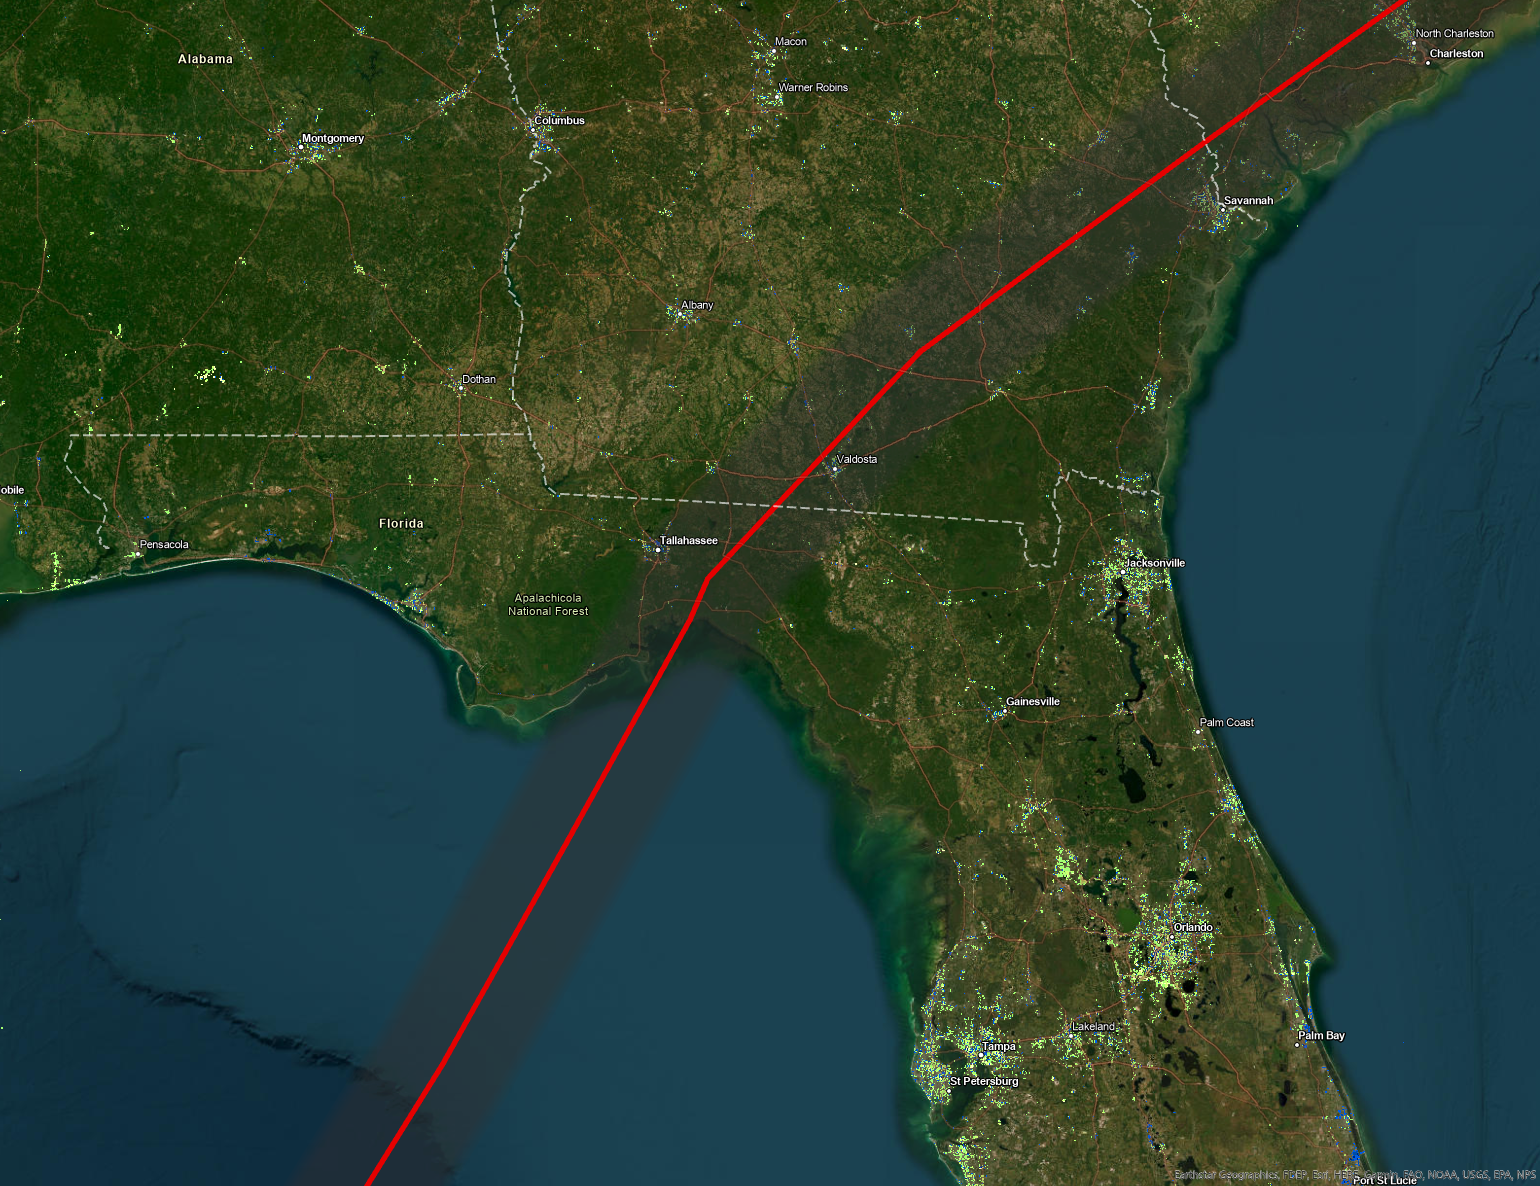 North Charleston
Macon
Charleston
Alabama
Warner Robins
Columbus
Montgomery
Savannah
Albany
Dothan
Valdosta
obile
Florida
Pensacola
Tallahassee
Jacksonville
Apalachicola
National Forest
Gainesville
Palm Coast
Orlando
Lakeland
Palm Bay
Tampa
St Petersburg
Earthstar Geographics, FDEP, Esri, HERE, Garmin, FAO, NOAA, USGS, EPA, NPS
Port St Lucie